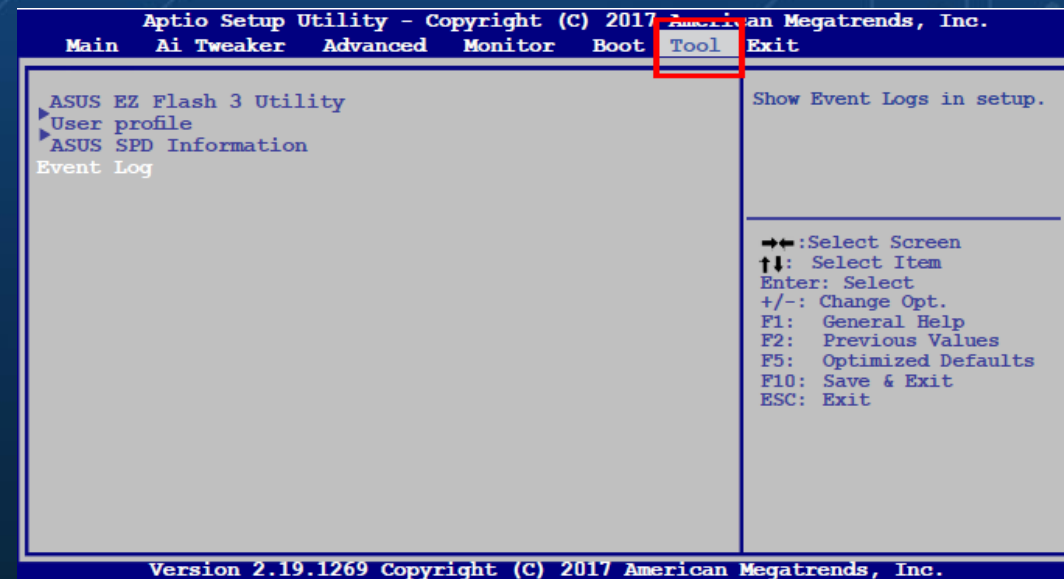 Aptio Setup Utility - Copyright (C) 2017 American Megatrends, Inc.
Main Ai Tweaker Advanced Monitor Boot Tool Exit
ASUS EZ Flash 3 Utility
User profile
ASUS SPD Information
Event Log
Show Event Logs in setup.
→←:Select Screen
↑↓: Select Item
Enter: Select
+/-: Change Opt.
F1: General Help
F2: Previous Values
F5: Optimized Defaults
F10: Save & Exit
ESC: Exit
Version 2.19.1269 Copyright (C) 2017 American Megatrends, Inc.